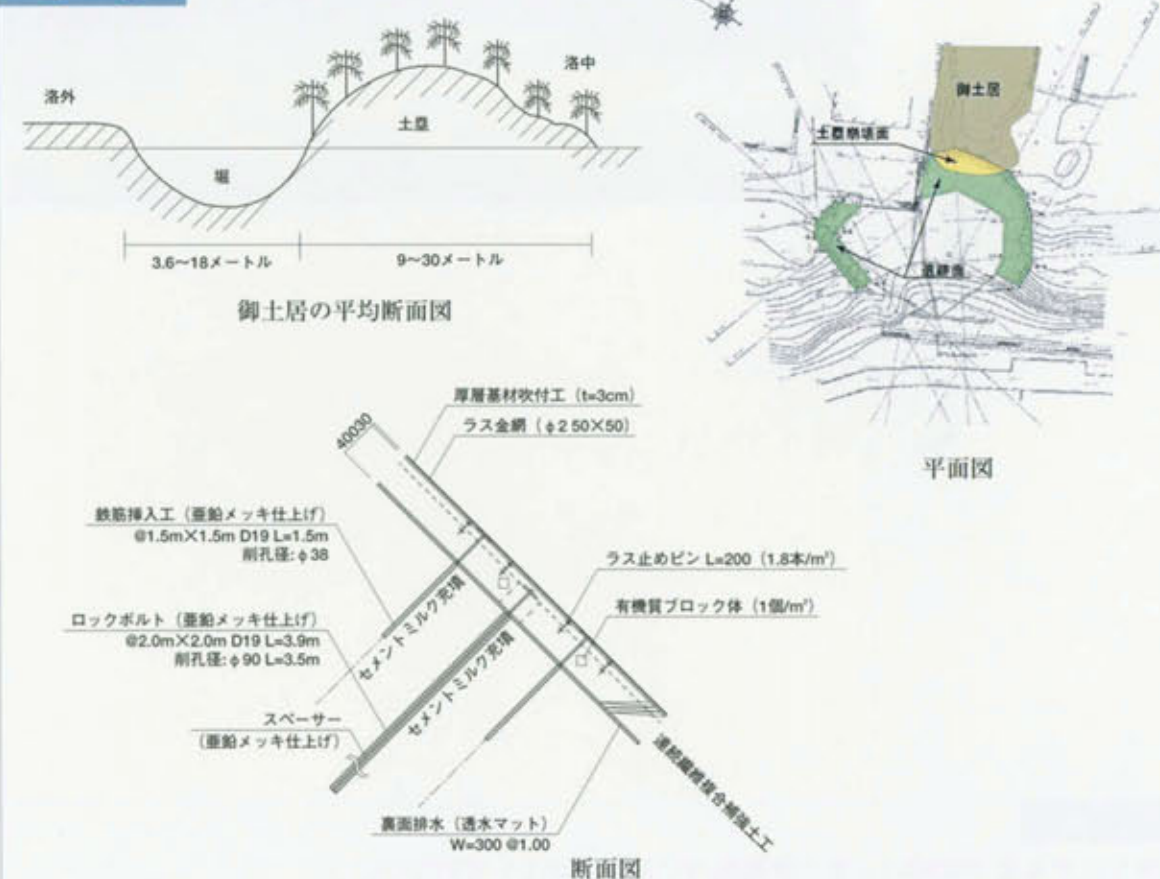 洛外
洛中
土塁
堀
3.6〜18メートル
9〜30メートル
御土居の平均断面図
御土居
土塁崩壊面
平面図
厚層基材吹付工（t=3cm）
ラス金網（φ2 50×50）
40030
鉄筋挿入工（亜鉛メッキ仕上げ）
@1.5m×1.5m D19 L=1.5m
削孔径:φ38
ラス止めピン L=200（1.8本/m²）
有機質ブロック体（1個/m²）
ロックボルト（亜鉛メッキ仕上げ）
@2.0m×2.0m D19 L=3.9m
削孔径:φ90 L=3.5m
セメントミルク充填
セメントミルク充填
スペーサー
（亜鉛メッキ仕上げ）
連続繊維複合補強土工
裏面排水（透水マット）
W=300 @1.00
断面図